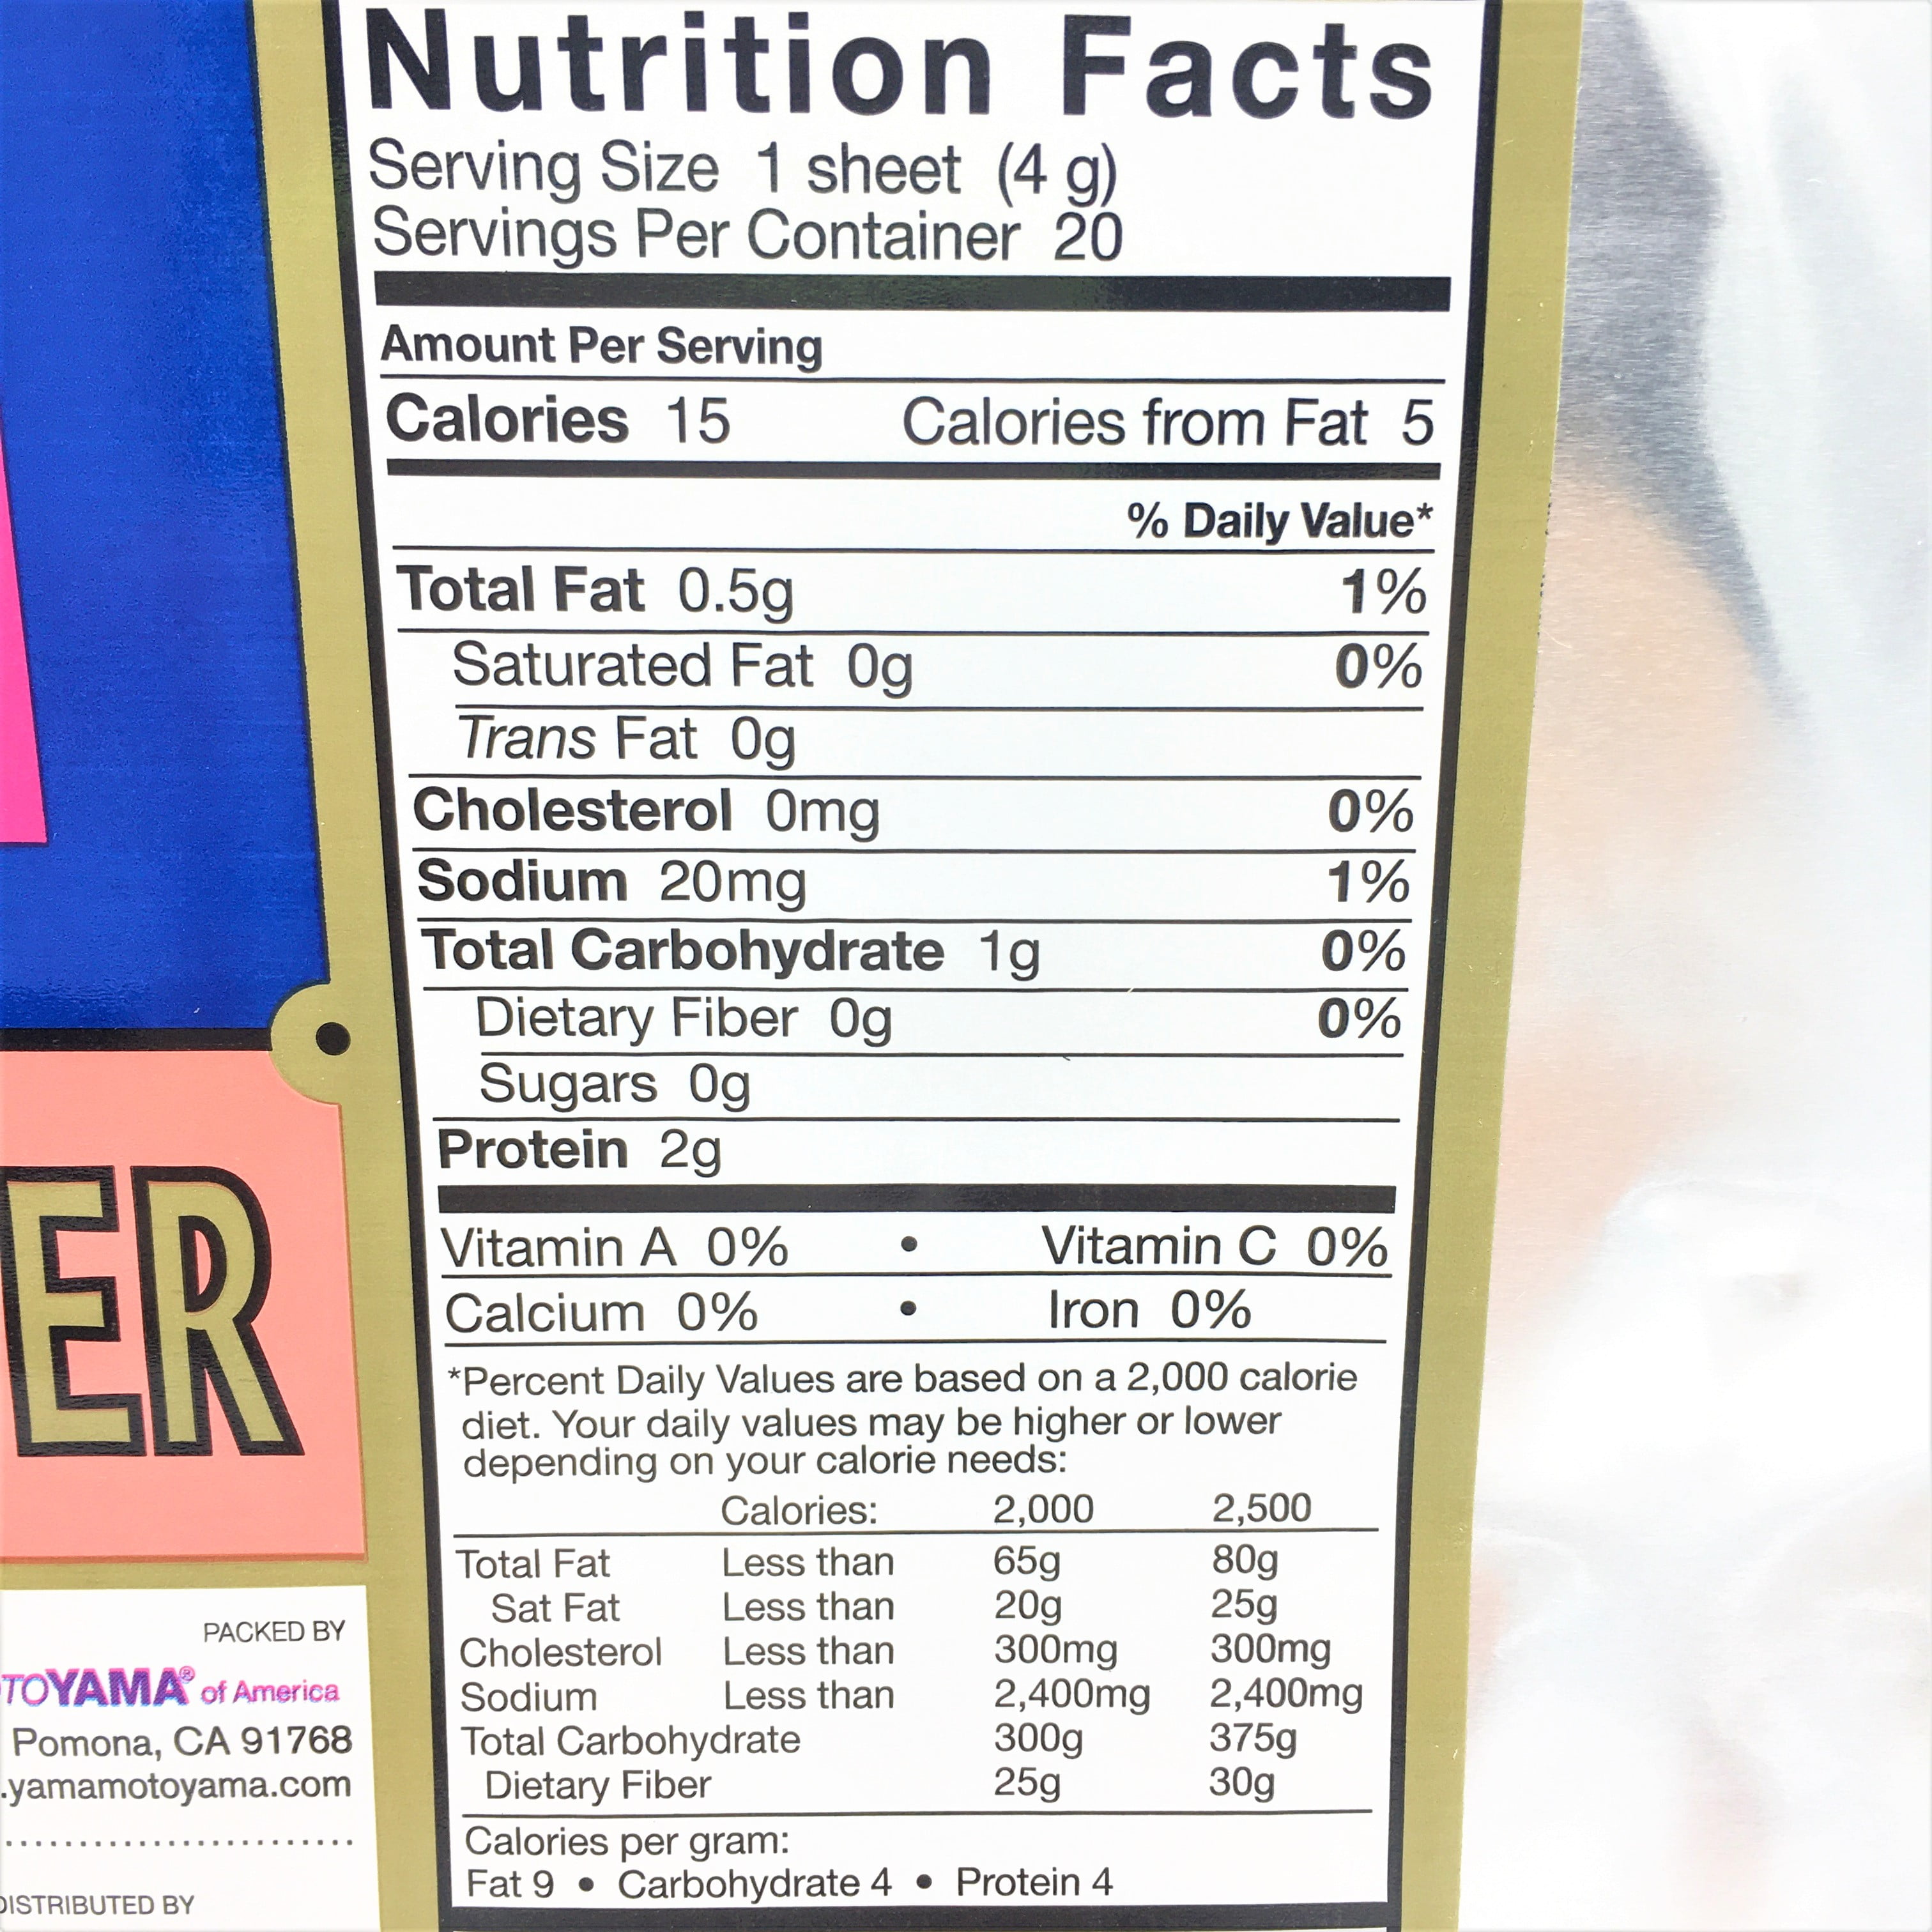 Nutrition Facts
Serving Size 1 sheet (4 g)
Servings Per Container 20
Amount Per Serving
Calories 15 Calories from Fat 5
% Daily Value*
Total Fat 0.5g 1%
Saturated Fat 0g 0%
Trans Fat 0g
Cholesterol 0mg 0%
Sodium 20mg 1%
Total Carbohydrate 1g 0%
Dietary Fiber 0g 0%
Sugars 0g
Protein 2g
Vitamin A 0% • Vitamin C 0%
Calcium 0% • Iron 0%
*Percent Daily Values are based on a 2,000 calorie
diet. Your daily values may be higher or lower
depending on your calorie needs:
Calories: 2,000 2,500
Total Fat Less than 65g 80g
Sat Fat Less than 20g 25g
Cholesterol Less than 300mg 300mg
Sodium Less than 2,400mg 2,400mg
Total Carbohydrate 300g 375g
Dietary Fiber 25g 30g
Calories per gram:
Fat 9 • Carbohydrate 4 • Protein 4
ER
PACKED BY
TOYAMA® of America
Pomona, CA 91768
.yamamotoyama.com
DISTRIBUTED BY